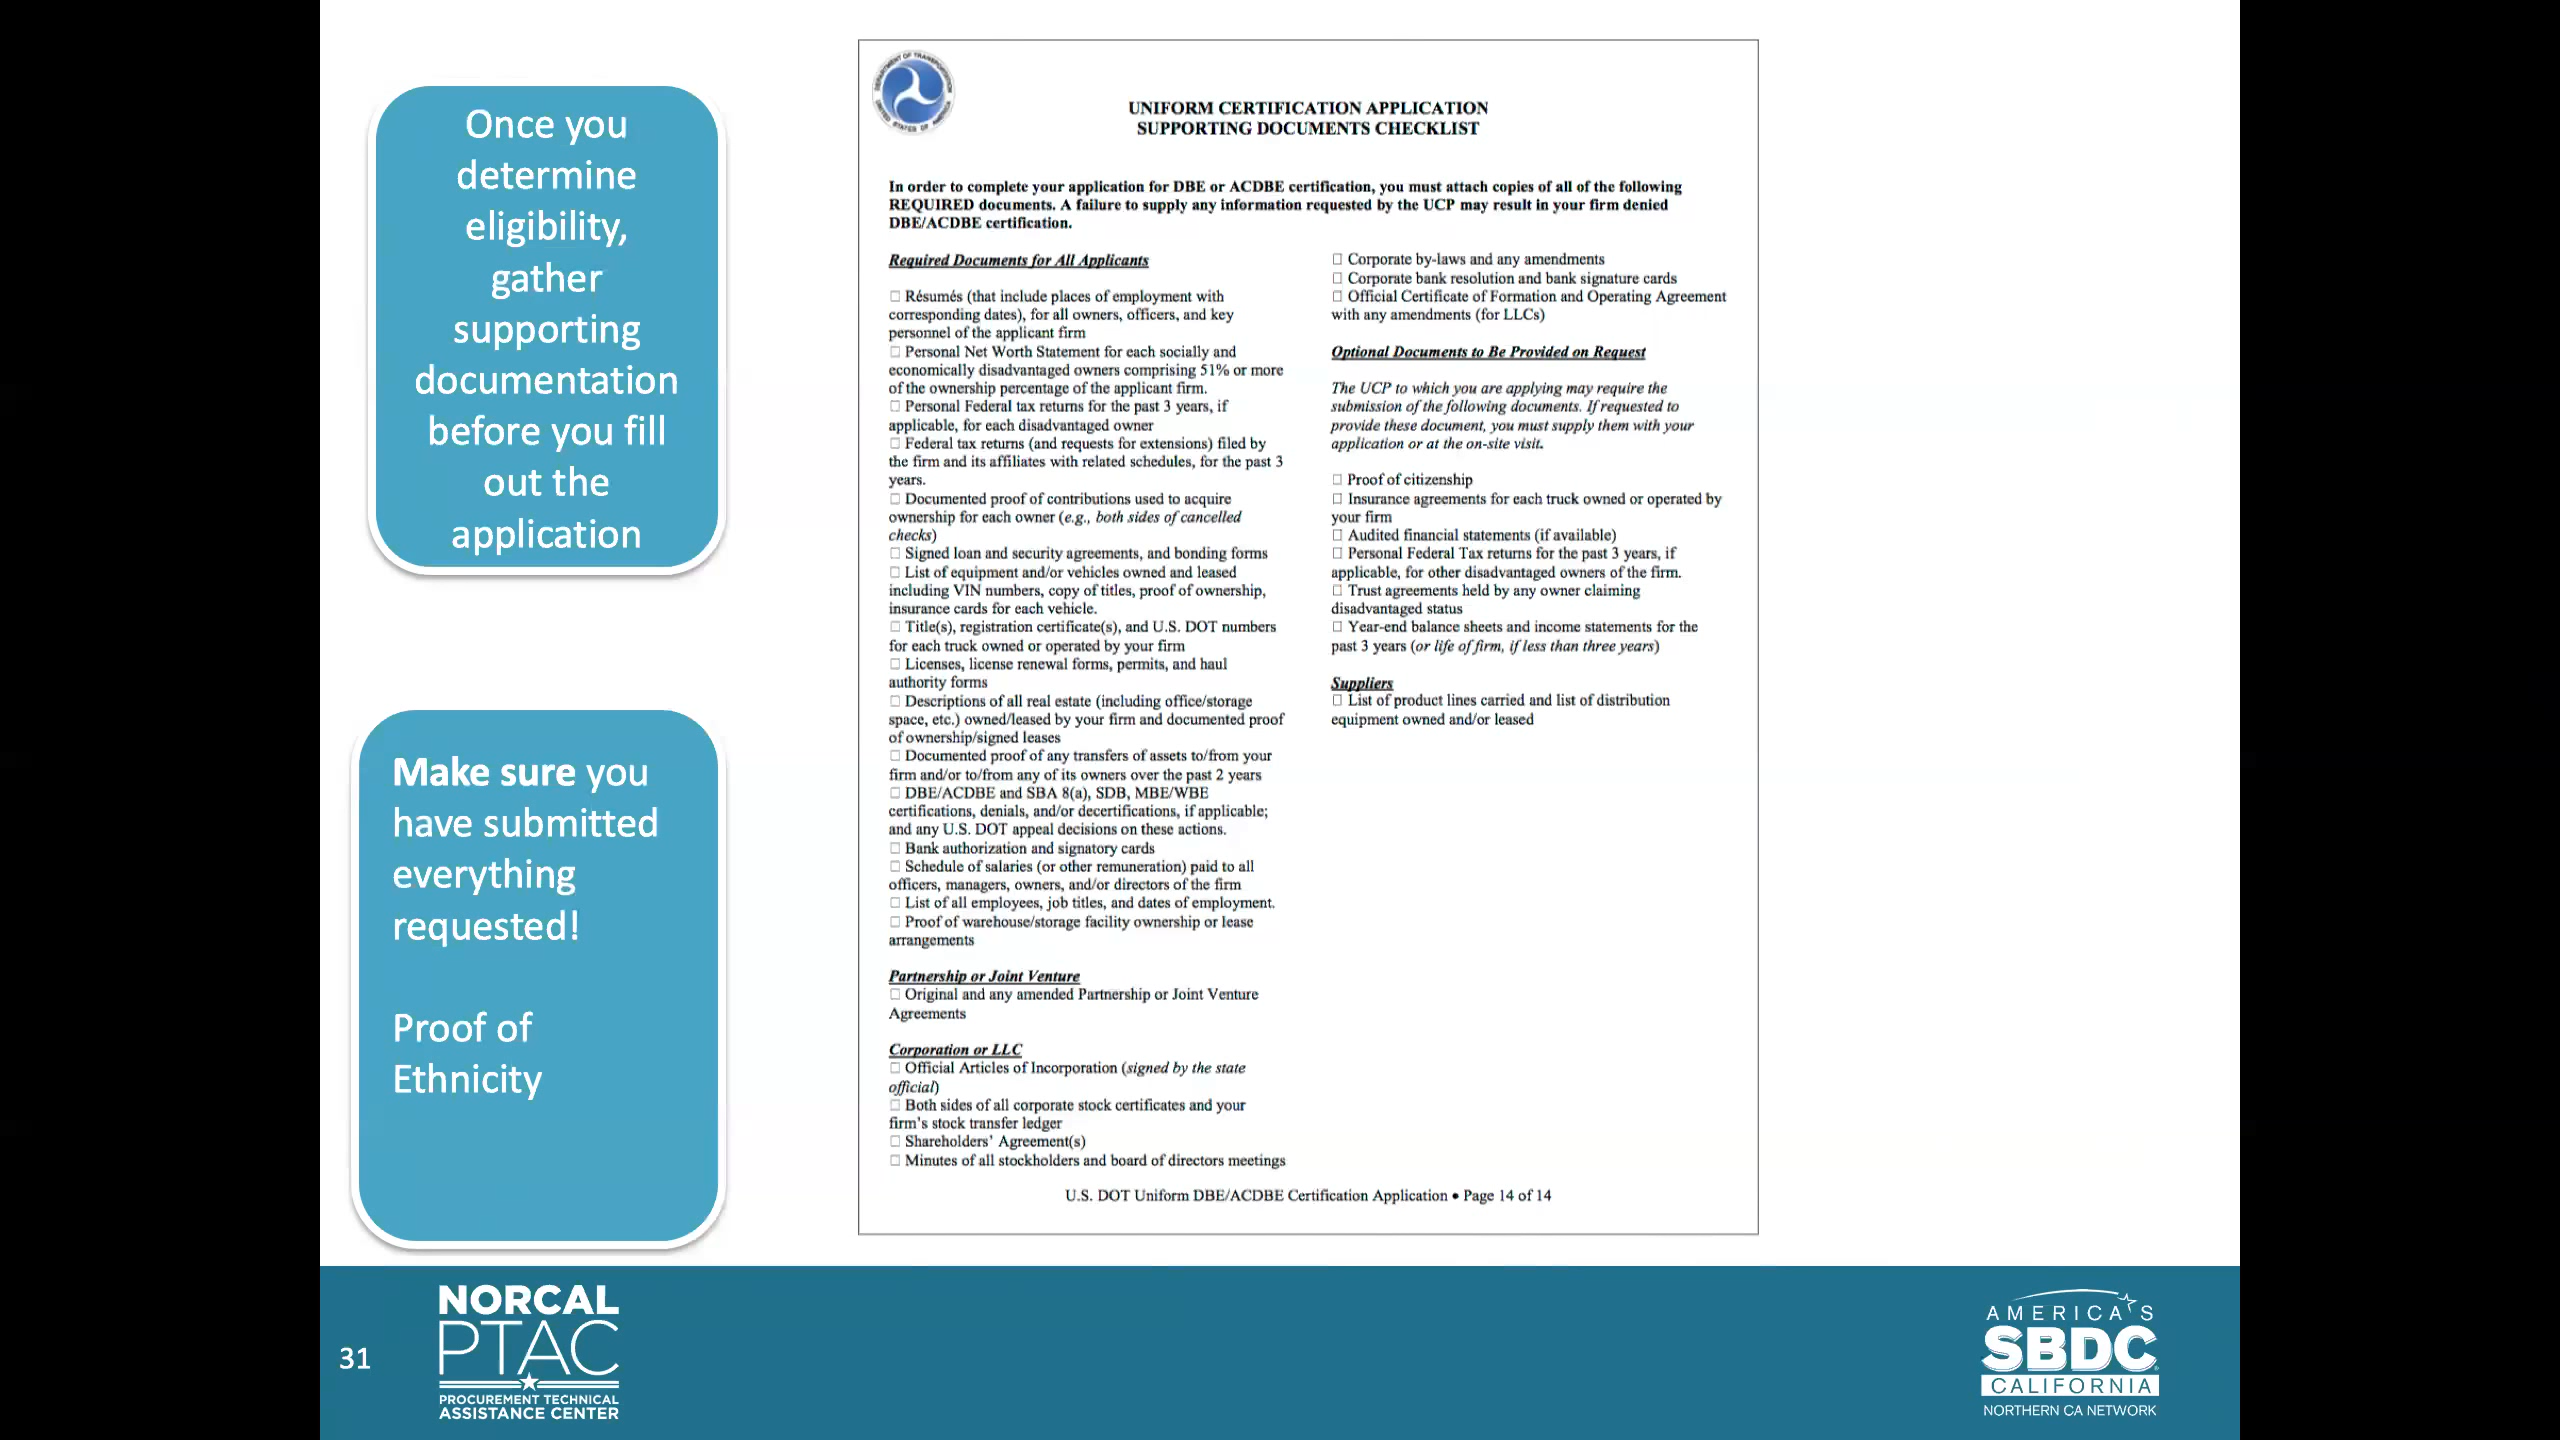 Once you
determine
eligibility,
gather
supporting
documentation
before you fill
out the
application
Make sure you
have submitted
everything
requested!
Proof of
Ethnicity
DEPARTMENT OF TRANSPORTATION
UNITED STATES OF AMERICA
UNIFORM CERTIFICATION APPLICATION
SUPPORTING DOCUMENTS CHECKLIST
In order to complete your application for DBE or ACDBE certification, you must attach copies of all of the following
REQUIRED documents. A failure to supply any information requested by the UCP may result in your firm denied
DBE/ACDBE certification.
Required Documents for All Applicants
☐ Résumés (that include places of employment with
corresponding dates), for all owners, officers, and key
personnel of the applicant firm
☐ Personal Net Worth Statement for each socially and
economically disadvantaged owners comprising 51% or more
of the ownership percentage of the applicant firm.
☐ Personal Federal tax returns for the past 3 years, if
applicable, for each disadvantaged owner
☐ Federal tax returns (and requests for extensions) filed by
the firm and its affiliates with related schedules, for the past 3
years.
☐ Documented proof of contributions used to acquire
ownership for each owner (e.g., both sides of cancelled
checks)
☐ Signed loan and security agreements, and bonding forms
☐ List of equipment and/or vehicles owned and leased
including VIN numbers, copy of titles, proof of ownership,
insurance cards for each vehicle.
☐ Title(s), registration certificate(s), and U.S. DOT numbers
for each truck owned or operated by your firm
☐ Licenses, license renewal forms, permits, and haul
authority forms
☐ Descriptions of all real estate (including office/storage
space, etc.) owned/leased by your firm and documented proof
of ownership/signed leases
☐ Documented proof of any transfers of assets to/from your
firm and/or to/from any of its owners over the past 2 years
☐ DBE/ACDBE and SBA 8(a), SDB, MBE/WBE
certifications, denials, and/or decertifications, if applicable;
and any U.S. DOT appeal decisions on these actions.
☐ Bank authorization and signatory cards
☐ Schedule of salaries (or other remuneration) paid to all
officers, managers, owners, and/or directors of the firm
☐ List of all employees, job titles, and dates of employment.
☐ Proof of warehouse/storage facility ownership or lease
arrangements
Partnership or Joint Venture
☐ Original and any amended Partnership or Joint Venture
Agreements
Corporation or LLC
☐ Official Articles of Incorporation (signed by the state
official)
☐ Both sides of all corporate stock certificates and your
firm's stock transfer ledger
☐ Shareholders' Agreement(s)
☐ Minutes of all stockholders and board of directors meetings
☐ Corporate by-laws and any amendments
☐ Corporate bank resolution and bank signature cards
☐ Official Certificate of Formation and Operating Agreement
with any amendments (for LLCs)
Optional Documents to Be Provided on Request
The UCP to which you are applying may require the
submission of the following documents. If requested to
provide these document, you must supply them with your
application or at the on-site visit.
☐ Proof of citizenship
☐ Insurance agreements for each truck owned or operated by
your firm
☐ Audited financial statements (if available)
☐ Personal Federal Tax returns for the past 3 years, if
applicable, for other disadvantaged owners of the firm.
☐ Trust agreements held by any owner claiming
disadvantaged status
☐ Year-end balance sheets and income statements for the
past 3 years (or life of firm, if less than three years)
Suppliers
☐ List of product lines carried and list of distribution
equipment owned and/or leased
U.S. DOT Uniform DBE/ACDBE Certification Application • Page 14 of 14
31
NORCAL
PTAC
PROCUREMENT TECHNICAL
ASSISTANCE CENTER
AMERICA'S
SBDC
CALIFORNIA
NORTHERN CA NETWORK